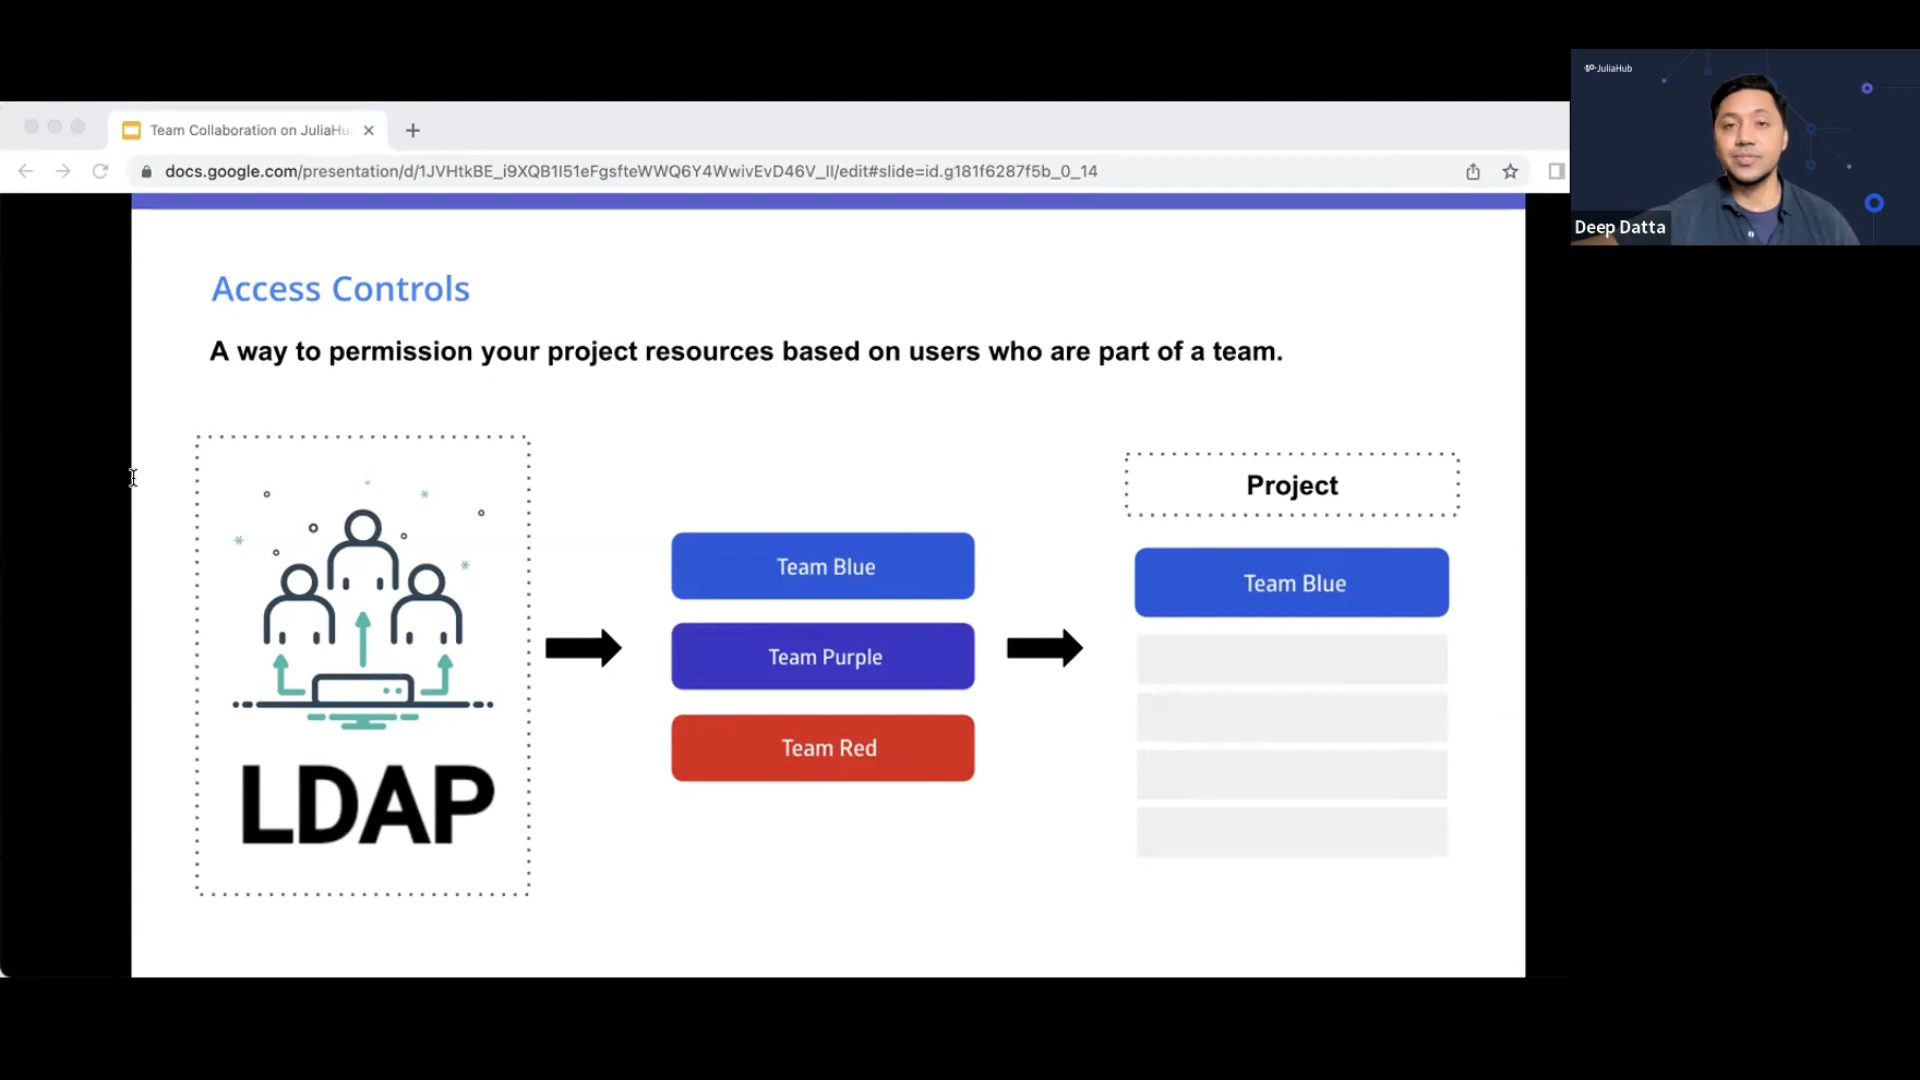 JuliaHub
Team Collaboration on JuliaHu
docs.google.com/presentation/d/1JVHtkBE_i9XQB1I51eFgsfteWWQ6Y4WwivEvD46V_II/edit#slide=id.g181f6287f5b_0_14
Deep Datta
Access Controls
A way to permission your project resources based on users who are part of a team.
LDAP
Team Blue
Team Purple
Team Red
Project
Team Blue